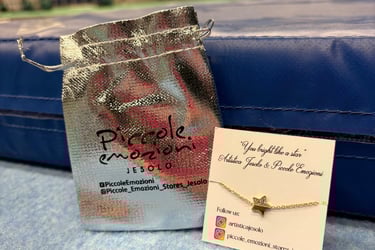 Piccole
emozioni
JESOLO
PiccoleEmozioni
Piccole_Emozioni_Stores_Jesolo
"You bright like a star"
Artistica Jesolo & Piccole Emozioni
Follow us:
artisticajesolo
piccole_emozioni_stores